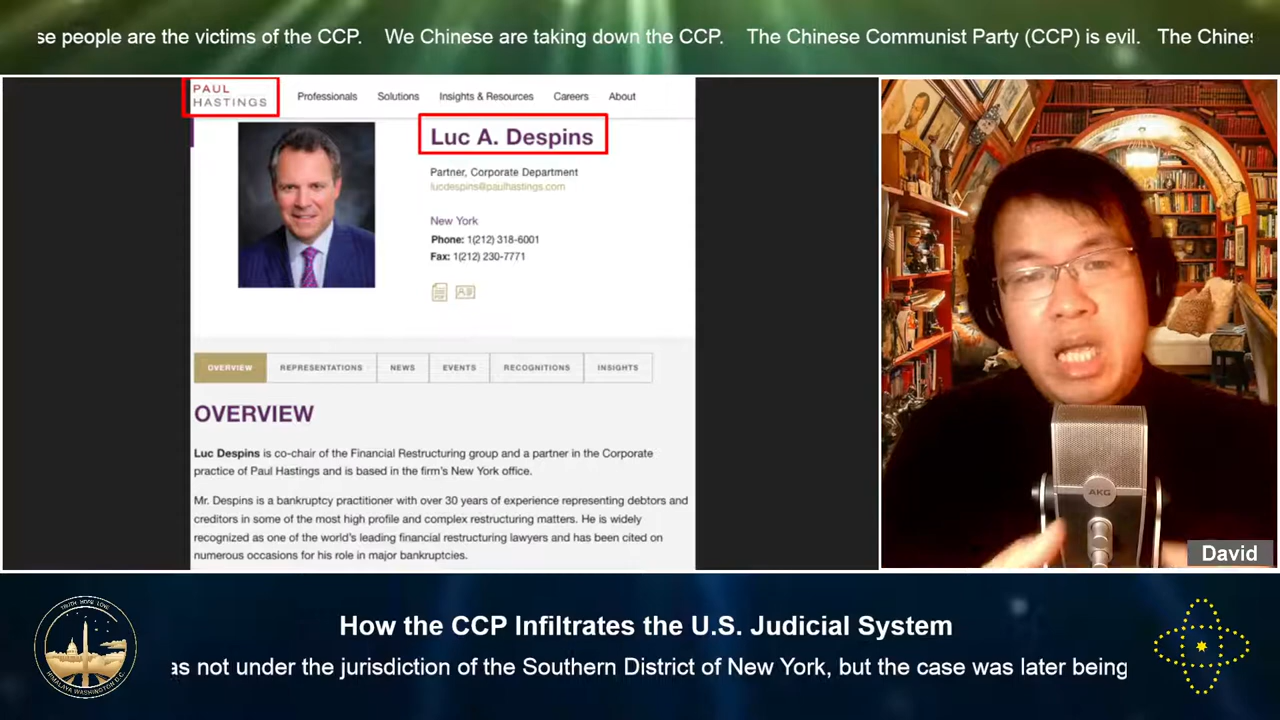 se people are the victims of the CCP. We Chinese are taking down the CCP. The Chinese Communist Party (CCP) is evil. The Chines
PAUL
HASTINGS
Professionals Solutions Insights & Resources Careers About
Luc A. Despins
Partner, Corporate Department
lucdespins@paulhastings.com
New York
Phone: 1(212) 318-6001
Fax: 1(212) 230-7771
OVERVIEW REPRESENTATIONS NEWS EVENTS RECOGNITIONS INSIGHTS
OVERVIEW
Luc Despins is co-chair of the Financial Restructuring group and a partner in the Corporate
practice of Paul Hastings and is based in the firm's New York office.
Mr. Despins is a bankruptcy practitioner with over 30 years of experience representing debtors and
creditors in some of the most high profile and complex restructuring matters. He is widely
recognized as one of the world's leading financial restructuring lawyers and has been cited on
numerous occasions for his role in major bankruptcies.
AKG
David
TRUTH HOPE LOVE
HIMALAYA WASHINGTON D.C.
How the CCP Infiltrates the U.S. Judicial System
as not under the jurisdiction of the Southern District of New York, but the case was later being